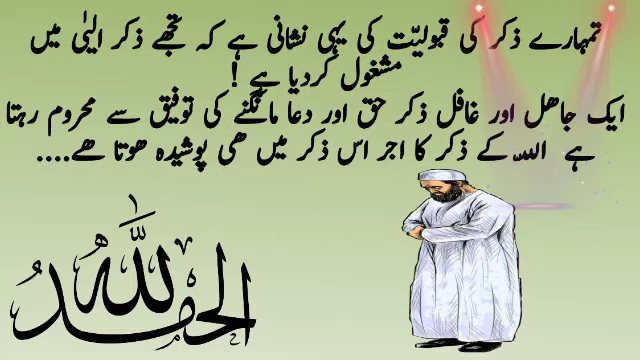 تمہارے ذکر کی قبولیّت کی یہی نشانی ہے کہ تجھے ذکر الہٰی میں
مشغول کردیا ہے !
ایک جاھل اور غافل ذکر حق اور دعا مانگنے کی توفیق سے محروم رہتا
ہے اللہ کے ذکر کا اجر اس ذکر میں ھی پوشیدہ ھوتا ھے....
الحمد لله